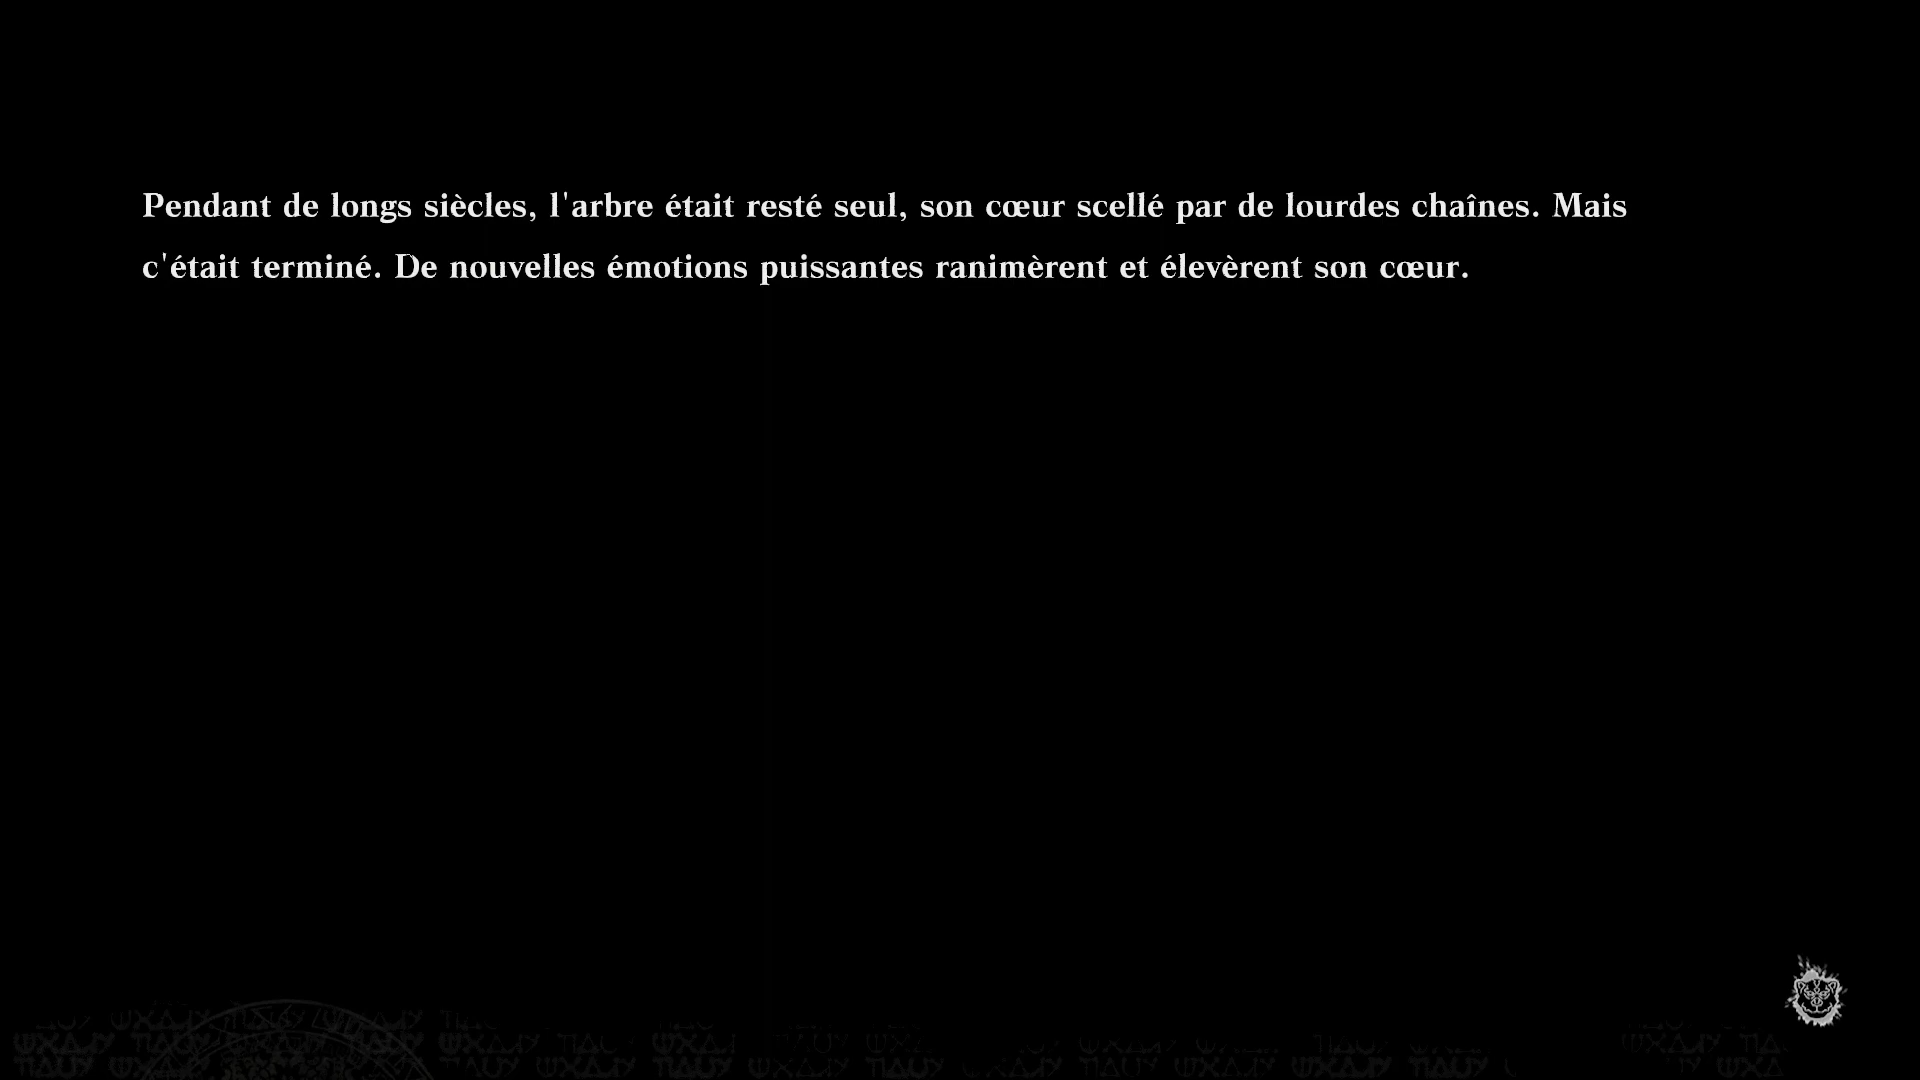 Pendant de longs siècles, l'arbre était resté seul, son cœur scellé par de lourdes chaînes. Mais
c'était terminé. De nouvelles émotions puissantes ranimèrent et élevèrent son cœur.